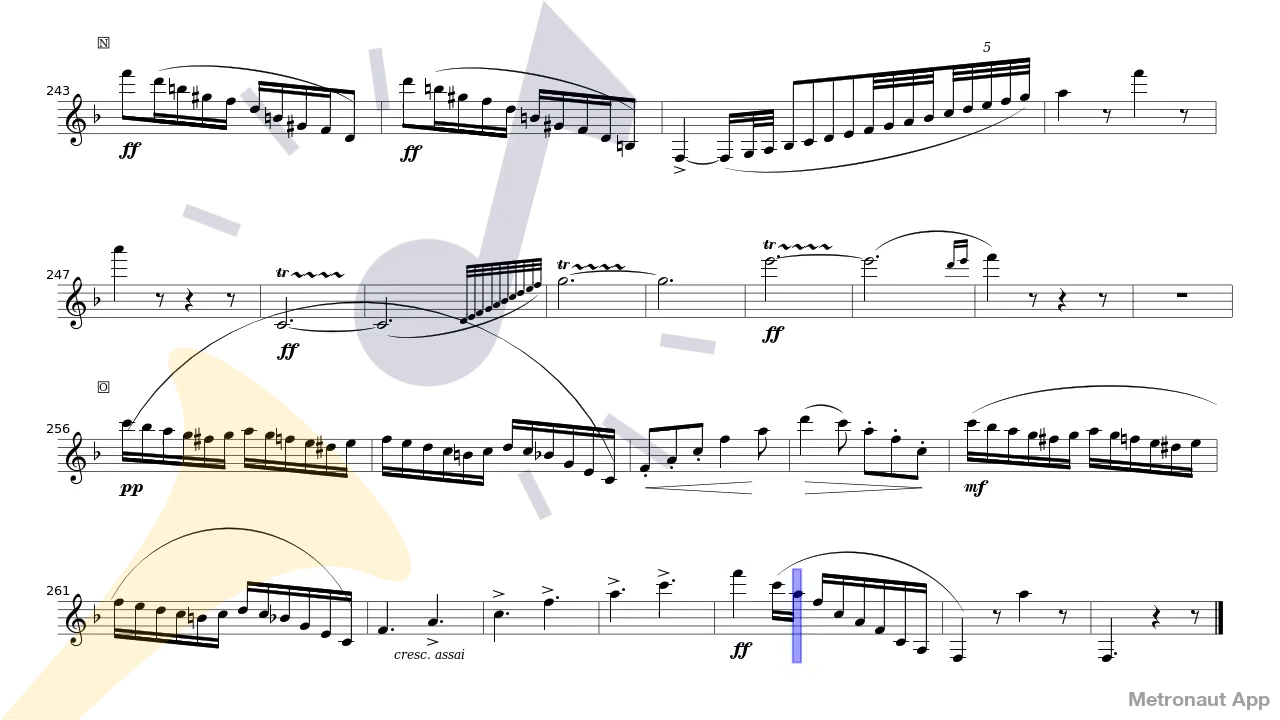 N
5
243
ff
ff
tr
tr
tr
247
ff
ff
O
256
pp
mf
261
cresc. assai
ff
Metronaut App